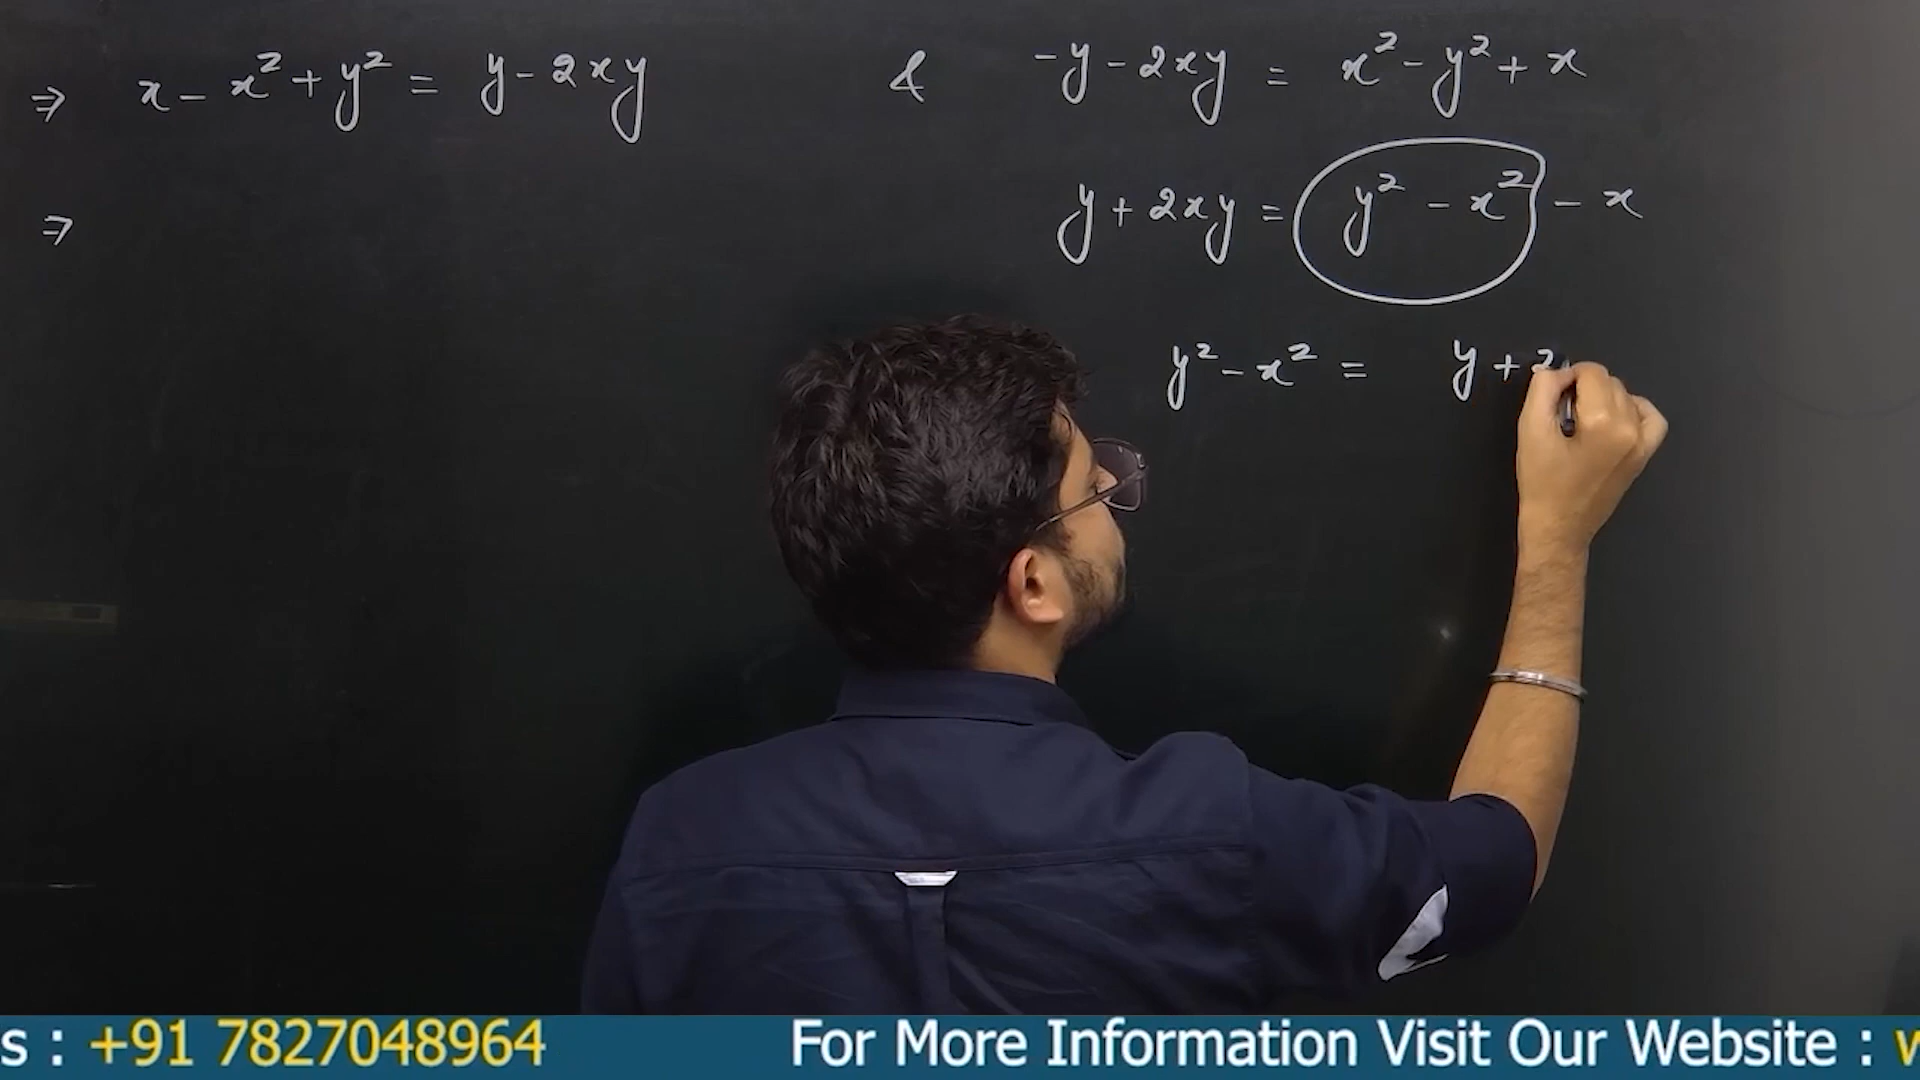 ⇒ x - x² + y² = y - 2xy & -y - 2xy = x² - y² + x
⇒ y + 2xy = y² - x² - x
y² - x² = y + 2
s : +91 7827048964 For More Information Visit Our Website : w